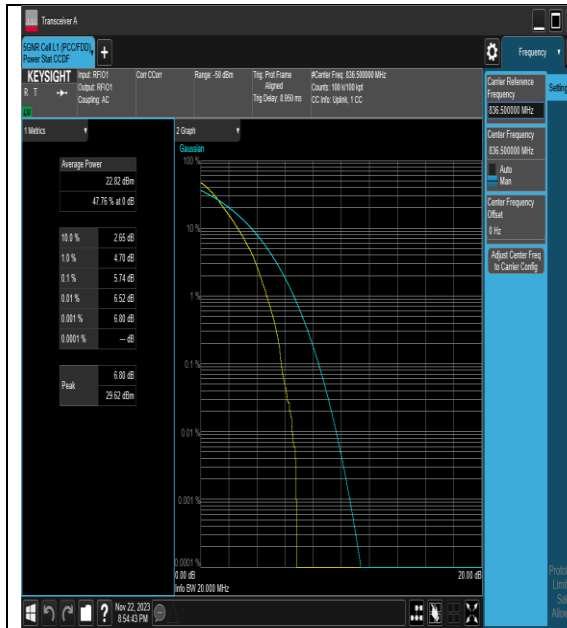 Transceiver A
5GNR Cell L1 (PCC/FDD),
Power Stat CCDF
+
Frequency
KEYSIGHT
R T
Input: RFIO1
Output: RFIO1
Coupling: AC
Corr CCorr
Range: -50 dBm
Trig: Prot Frame
Aligned
Trig Delay: 8.950 ms
#Center Freq: 836.500000 MHz
Counts: 100 k/100 kpt
CC Info: Uplink, 1 CC
Carrier Reference
Frequency
836.500000 MHz
Setting
Center Frequency
836.500000 MHz
Auto
Man
Center Frequency
Offset
0 Hz
Adjust Center Freq
to Carrier Config
1 Metrics
Average Power
22.82 dBm
47.76 % at 0 dB
10.0 % 2.65 dB
1.0 % 4.70 dB
0.1 % 5.74 dB
0.01 % 6.52 dB
0.001 % 6.80 dB
0.0001 % --- dB
Peak
6.80 dB
29.62 dBm
2 Graph
Gaussian
100 %
10 %
1 %
0.1 %
0.01 %
0.001 %
0.0001 %
0.00 dB
20.00 dB
Info BW 20.000 MHz
Nov 22, 2023
8:54:43 PM
?